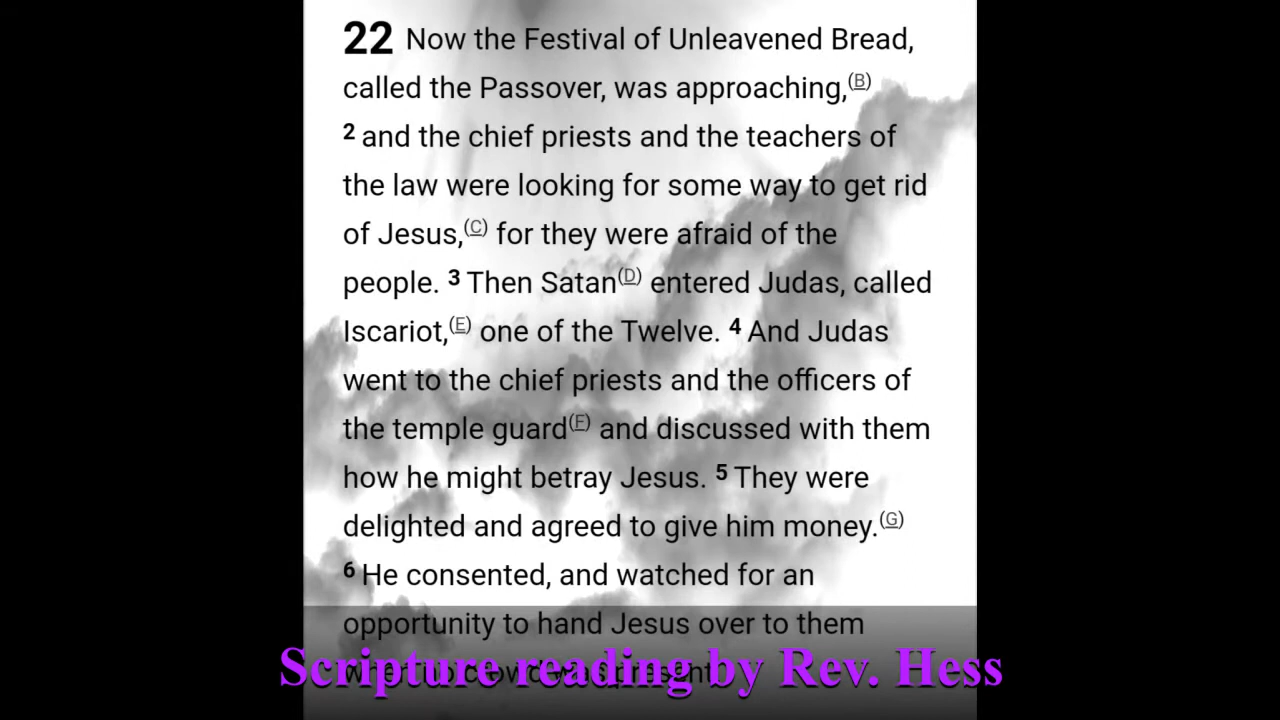 22 Now the Festival of Unleavened Bread,
called the Passover, was approaching,(B)
2 and the chief priests and the teachers of
the law were looking for some way to get rid
of Jesus,(C) for they were afraid of the
people. 3 Then Satan(D) entered Judas, called
Iscariot,(E) one of the Twelve. 4 And Judas
went to the chief priests and the officers of
the temple guard(F) and discussed with them
how he might betray Jesus. 5 They were
delighted and agreed to give him money.(G)
6 He consented, and watched for an
opportunity to hand Jesus over to them
Scripture reading by Rev. Hess